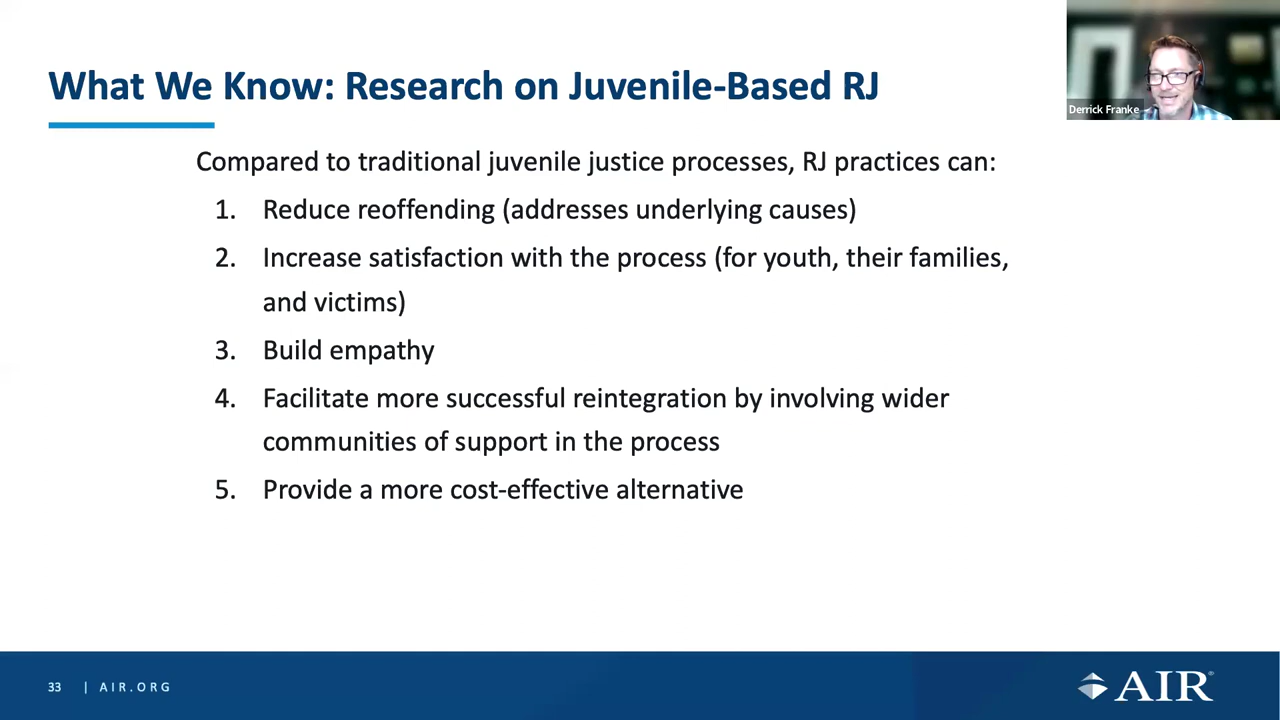 What We Know: Research on Juvenile-Based RJ
Derrick Franke
Compared to traditional juvenile justice processes, RJ practices can:
1. Reduce reoffending (addresses underlying causes)
2. Increase satisfaction with the process (for youth, their families,
and victims)
3. Build empathy
4. Facilitate more successful reintegration by involving wider
communities of support in the process
5. Provide a more cost-effective alternative
33 | AIR.ORG
AIR®